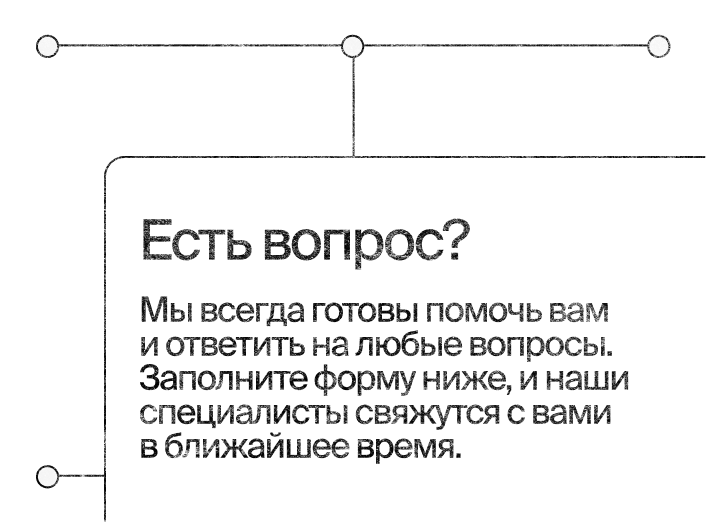 Есть вопрос?
Мы всегда готовы помочь вам
и ответить на любые вопросы.
Заполните форму ниже, и наши
специалисты свяжутся с вами
в ближайшее время.